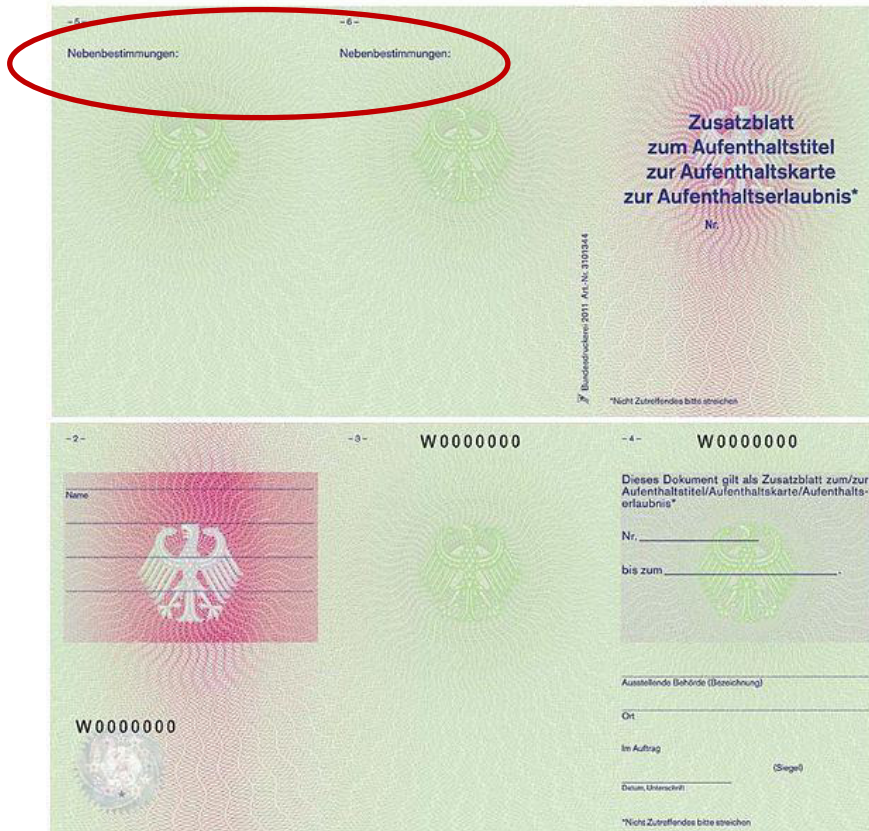 -5-
Nebenbestimmungen:
-6-
Nebenbestimmungen:
Zusatzblatt
zum Aufenthaltstitel
zur Aufenthaltskarte
zur Aufenthaltserlaubnis*
Nr.
Bundesdruckerei 2011 Art.-Nr. 3101344
*Nicht Zutreffendes bitte streichen
-2-
Name
W0000000
-3-
W0000000
-4-
W0000000
Dieses Dokument gilt als Zusatzblatt zum/zur
Aufenthaltstitel/Aufenthaltskarte/Aufenthalts-
erlaubnis*
Nr.
bis zum .
Ausstellende Behörde (Bezeichnung)
Ort
Im Auftrag
(Siegel)
Datum, Unterschrift
*Nicht Zutreffendes bitte streichen